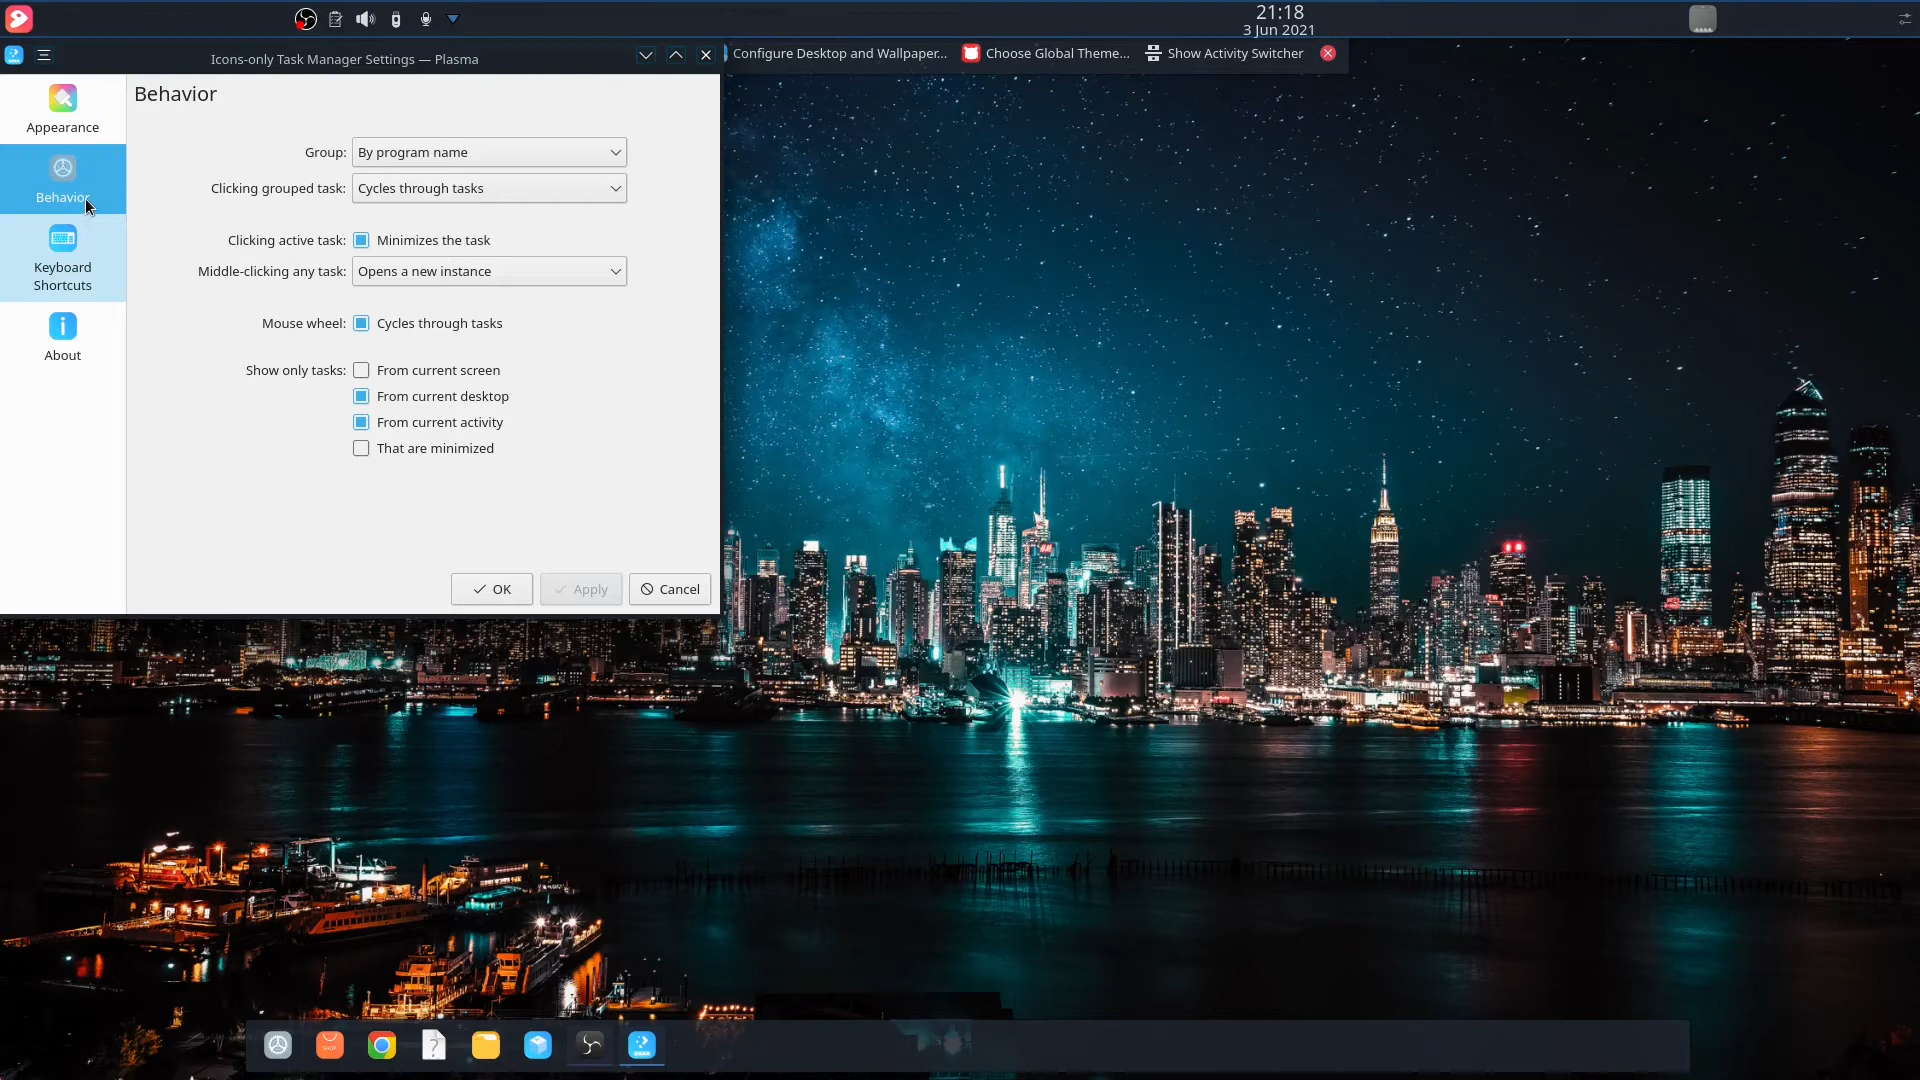 21:18
3 Jun 2021
Icons-only Task Manager Settings — Plasma
Configure Desktop and Wallpaper...
Choose Global Theme...
Show Activity Switcher
Appearance
Behavior
Keyboard
Shortcuts
About
Behavior
Group: By program name
Clicking grouped task: Cycles through tasks
Clicking active task: Minimizes the task
Middle-clicking any task: Opens a new instance
Mouse wheel: Cycles through tasks
Show only tasks: From current screen
From current desktop
From current activity
That are minimized
OK
Apply
Cancel
SHOP